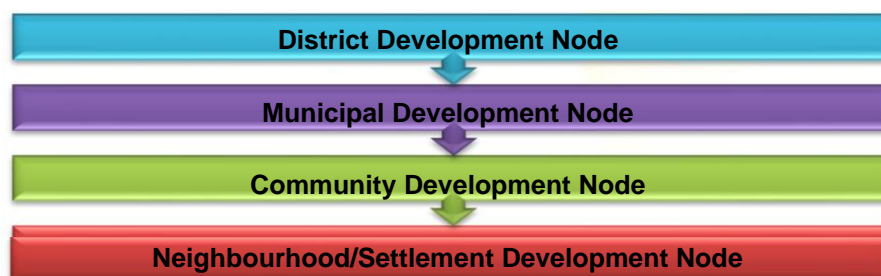 District Development Node
Municipal Development Node
Community Development Node
Neighbourhood/Settlement Development Node